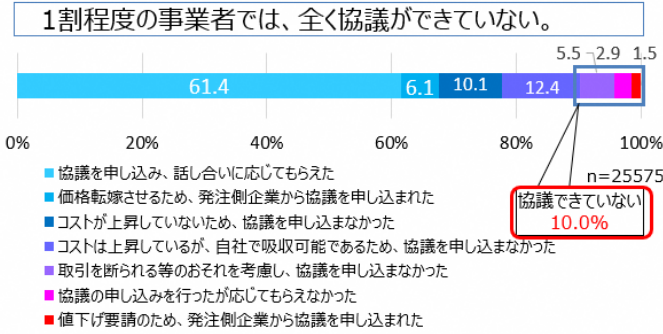 1割程度の事業者では、全く協議ができていない。
5.5 2.9 1.5
61.4 6.1 10.1 12.4
0% 20% 40% 60% 80% 100%
n=25575
協議できていない
10.0%
協議を申し込み、話し合いに応じてもらえた
価格転嫁させるため、発注側企業から協議を申し込まれた
コストが上昇していないため、協議を申し込まなかった
コストは上昇しているが、自社で吸収可能であるため、協議を申し込まなかった
取引を断られる等のおそれを考慮し、協議を申し込まなかった
協議の申し込みを行ったが応じてもらえなかった
値下げ要請のため、発注側企業から協議を申し込まれた